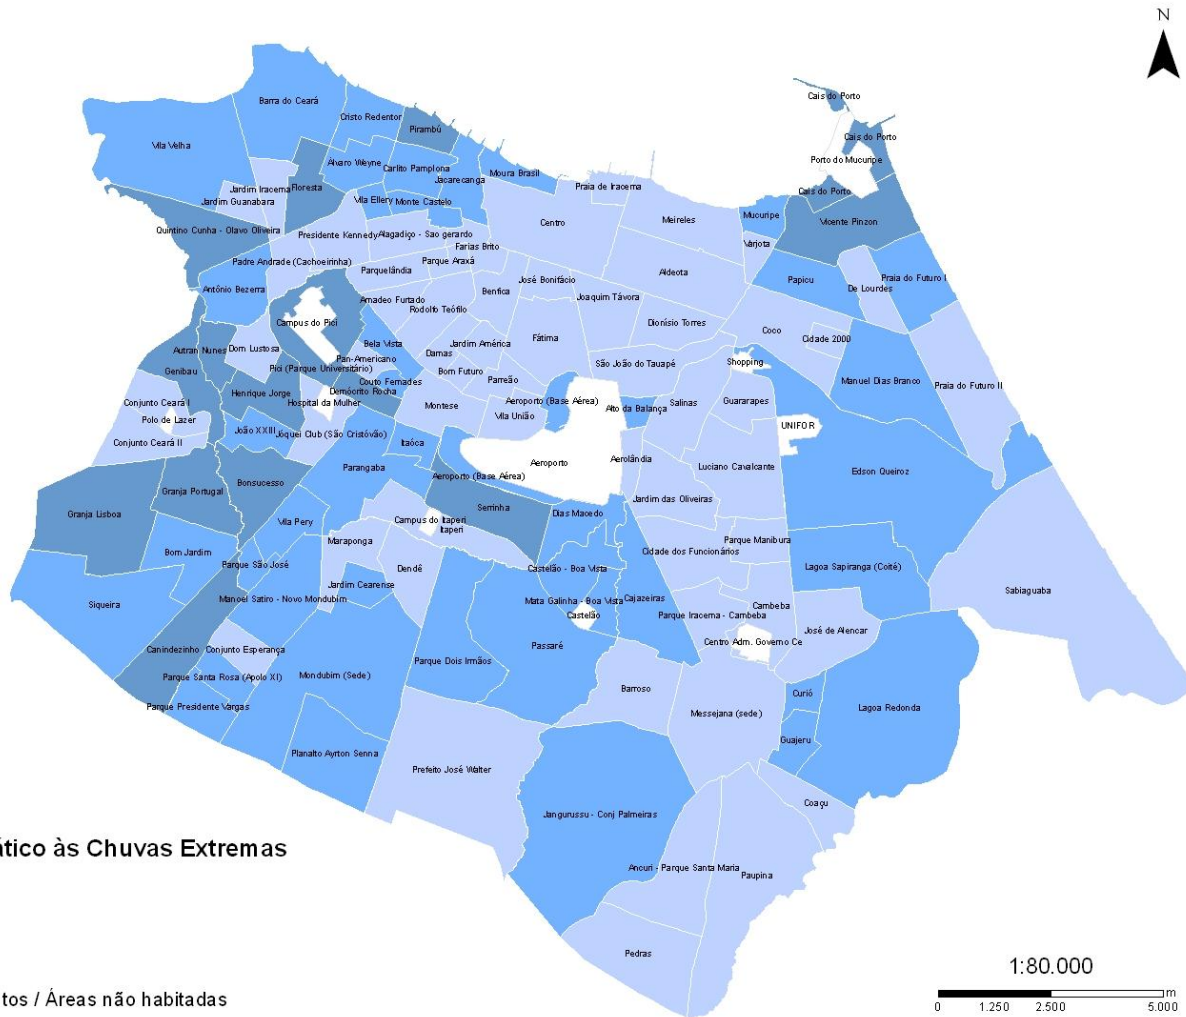 N
Cais do Porto
Barra do Ceará
Cristo Redentor
Pirambú
Cais do Porto
Vila Velha
Álvaro Weyne
Carlito Pamplona
Jacarecanga
Moura Brasil
Porto do Mucuripe
Jardim Iracema
Floresta
Praia de Iracema
Cais do Porto
Jardim Guanabara
Vila Ellery
Monte Castelo
Centro
Meireles
Mucuripe
Vicente Pinzon
Quintino Cunha - Olavo Oliveira
Presidente Kennedy
Alagadiço - Sao gerardo
Farias Brito
Varjota
Padre Andrade (Cachoeirinha)
Parquelândia
Parque Araxá
José Bonifácio
Aldeota
Papicu
De Lourdes
Praia do Futuro I
Antônio Bezerra
Amadeo Furtado
Rodolfo Teófilo
Benfica
Joaquim Távora
Campus do Pici
Dionísio Torres
Coco
Cidade 2000
Autran Nunes
Dom Lustosa
Bela Vista
Jardim América
Fátima
Pan-Americano
Damas
São João do Tauapé
Shopping
Genibau
Pici (Parque Universitário)
Bom Futuro
Couto Fernades
Parreão
Manuel Dias Branco
Praia do Futuro II
Henrique Jorge
Demócrito Rocha
Hospital da Mulher
Aeroporto (Base Aérea)
Alto da Balança
Salinas
Guararapes
Conjunto Ceará I
Montese
Vila União
Polo de Lazer
João XXIII
Jóquei Club (São Cristóvão)
UNIFOR
Conjunto Ceará II
Itaóca
Parangaba
Aeroporto
Aerolândia
Luciano Cavalcante
Edson Queiroz
Aeroporto (Base Aérea)
Bonsucesso
Granja Portugal
Jardim das Oliveiras
Granja Lisboa
Serrinha
Dias Macedo
Vila Pery
Campus do Itaperi
Itaperi
Maraponga
Parque Manibura
Bom Jardim
Cidade dos Funcionários
Parque São José
Dendê
Castelão - Boa Vista
Lagoa Sapiranga (Coité)
Jardim Cearense
Sabiaguaba
Siqueira
Manoel Satiro - Novo Mondubim
Mata Galinha - Boa Vista
Cajazeiras
Castelão
Parque Iracema - Cambeba
Cambeba
José de Alencar
Centro Adm. Governo Ce
Canindezinho
Conjunto Esperança
Passaré
Parque Dois Irmãos
Parque Santa Rosa (Apolo XI)
Mondubim (Sede)
Barroso
Curió
Parque Presidente Vargas
Lagoa Redonda
Messejana (sede)
Guajeru
Planalto Ayrton Senna
Prefeito José Walter
Coaçu
Jangurussu - Conj Palmeiras
ático às Chuvas Extremas
Ancuri - Parque Santa Maria
Paupina
Pedras
1:80.000
tos / Áreas não habitadas
m
0 1.250 2.500 5.000